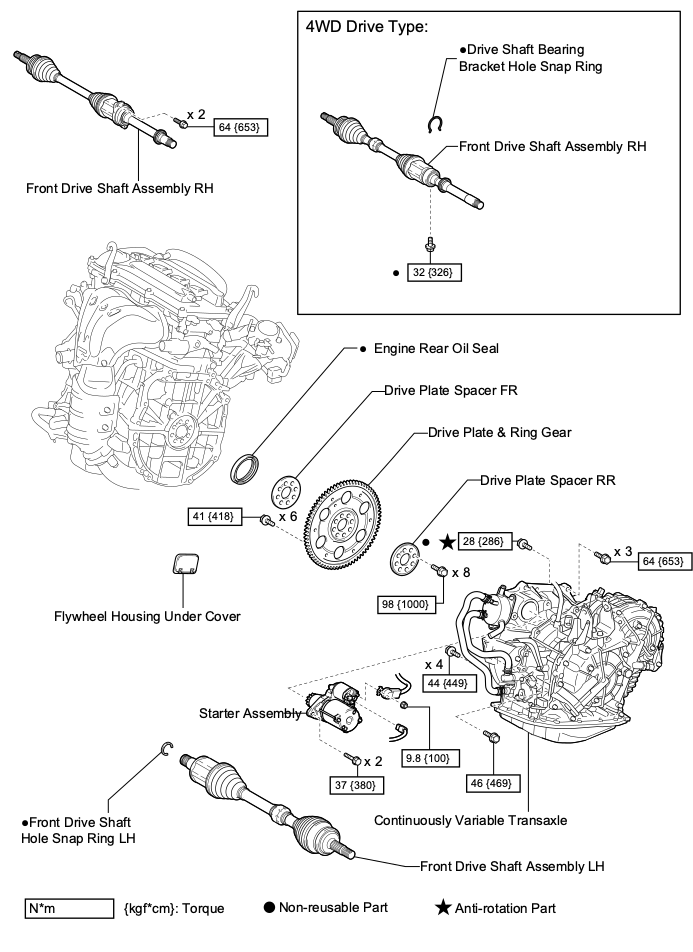 4WD Drive Type:
●Drive Shaft Bearing
Bracket Hole Snap Ring
x 2
64 {653}
Front Drive Shaft Assembly RH
Front Drive Shaft Assembly RH
● 32 {326}
● Engine Rear Oil Seal
Drive Plate Spacer FR
Drive Plate & Ring Gear
Drive Plate Spacer RR
41 {418}
x 6
● ★ 28 {286}
x 3
64 {653}
x 8
98 {1000}
Flywheel Housing Under Cover
x 4
44 {449}
Starter Assembly
9.8 {100}
x 2
37 {380}
46 {469}
●Front Drive Shaft
Hole Snap Ring LH
Continuously Variable Transaxle
Front Drive Shaft Assembly LH
N*m {kgf*cm}: Torque ● Non-reusable Part ★ Anti-rotation Part